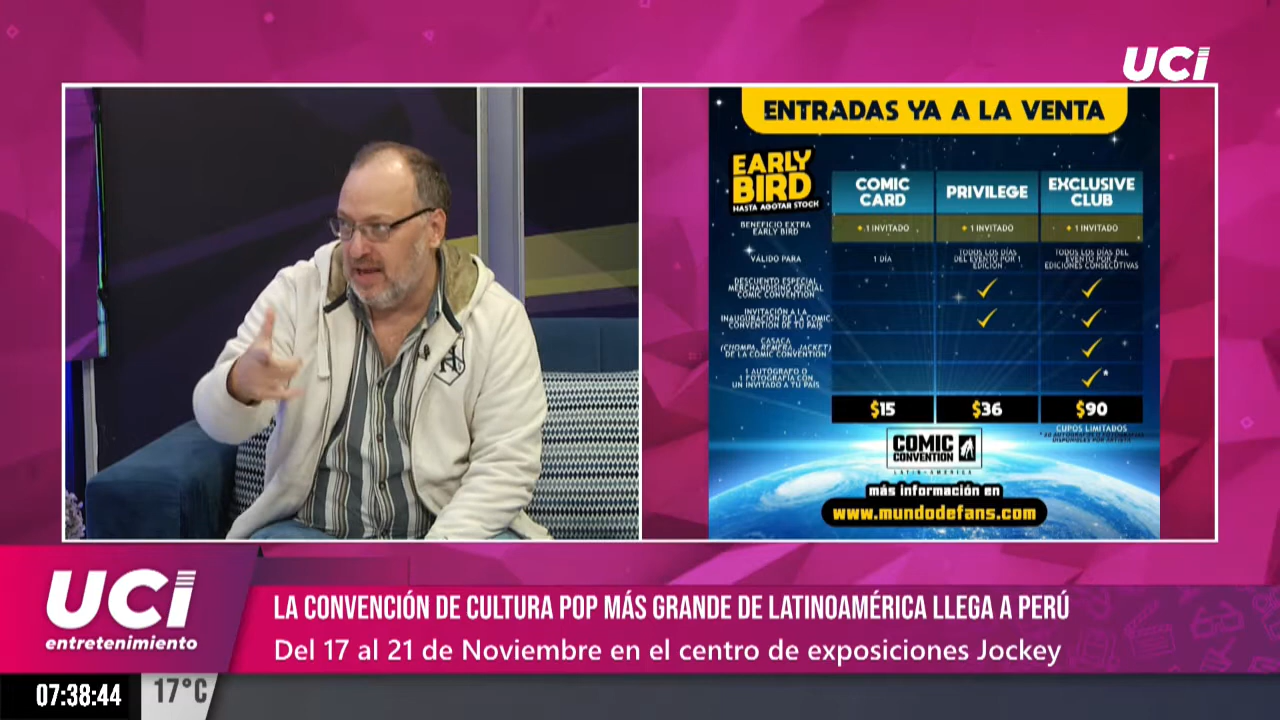 UCi
ENTRADAS YA A LA VENTA
EARLY
BIRD
HASTA AGOTAR STOCK
COMIC
CARD
PRIVILEGE
EXCLUSIVE
CLUB
BENEFICIO EXTRA
EARLY BIRD
1 INVITADO
1 INVITADO
1 INVITADO
VÁLIDO PARA
1 DÍA
TODOS LOS DÍAS
DEL EVENTO POR 1
EDICIÓN
TODOS LOS DÍAS DEL
EVENTO POR
EDICIONES CONSECUTIVAS
DESCUENTO ESPECIAL
MERCHANDISING OFICIAL
COMIC CONVENTION
INVITACIÓN A LA
INAUGURACIÓN DE LA COMIC
CONVENTION DE TU PAÍS
CASACA
(CHOMPA, REMERA, JACKET)
DE LA COMIC CONVENTION
1 AUTÓGRAFO O
1 FOTOGRAFÍA CON
UN INVITADO A TU PAÍS
*
$15
$36
$90
CUPOS LIMITADOS
COMIC
CONVENTION
LATIN-AMERICA
más información en
www.mundodefans.com
UCi
entretenimiento
LA CONVENCIÓN DE CULTURA POP MÁS GRANDE DE LATINOAMÉRICA LLEGA A PERÚ
Del 17 al 21 de Noviembre en el centro de exposiciones Jockey
07:38:44
17°C